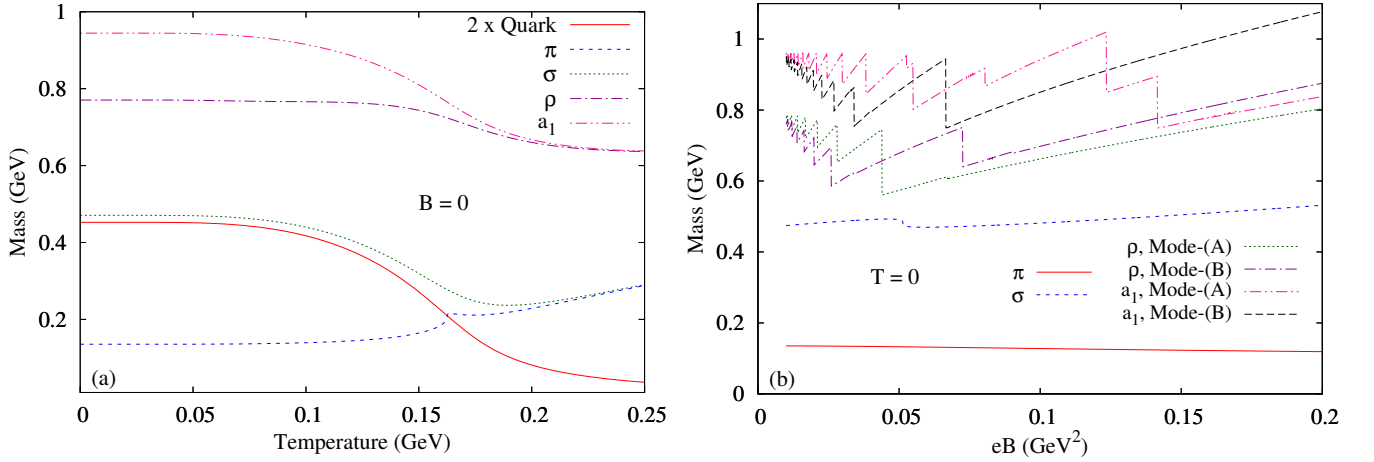 1
0.8
0.6
0.4
0.2
0
0.05
0.1
0.15
0.2
0.25
Mass (GeV)
Temperature (GeV)
2 x Quark
π
σ
ρ
a1
B = 0
(a)
1
0.8
0.6
0.4
0.2
0
0
0.05
0.1
0.15
0.2
Mass (GeV)
eB (GeV²)
T = 0
π
σ
ρ, Mode-(A)
ρ, Mode-(B)
a1, Mode-(A)
a1, Mode-(B)
(b)